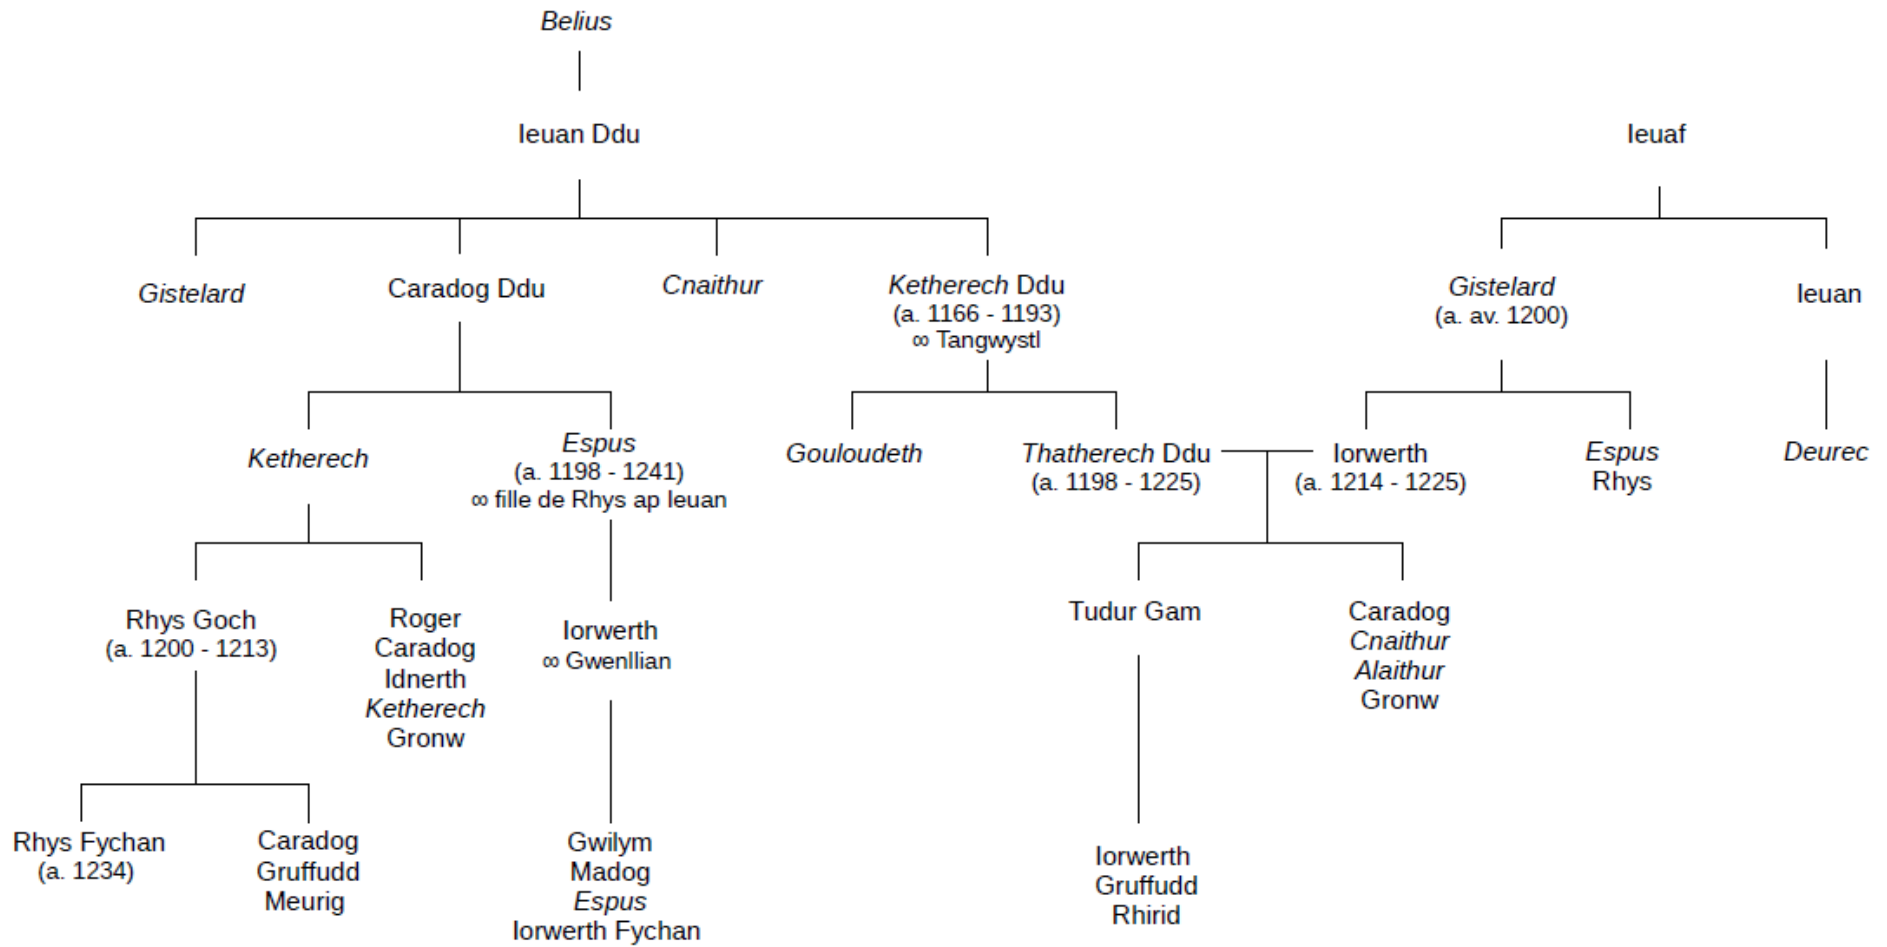 Belius
Ieuan Ddu
Ieuaf
Gistelard
Caradog Ddu
Cnaithur
Ketherech Ddu
(a. 1166 - 1193)
∞ Tangwystl
Gistelard
(a. av. 1200)
Ieuan
Ketherech
Espus
(a. 1198 - 1241)
∞ fille de Rhys ap Ieuan
Gouloudeth
Thatherech Ddu
(a. 1198 - 1225)
Iorwerth
(a. 1214 - 1225)
Espus
Rhys
Deurec
Rhys Goch
(a. 1200 - 1213)
Roger
Caradog
Idnerth
Ketherech
Gronw
Iorwerth
∞ Gwenllian
Tudur Gam
Caradog
Cnaithur
Alaithur
Gronw
Rhys Fychan
(a. 1234)
Caradog
Gruffudd
Meurig
Gwilym
Madog
Espus
Iorwerth Fychan
Iorwerth
Gruffudd
Rhirid